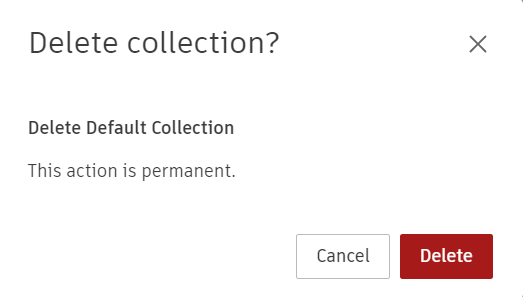 Delete collection?
Delete Default Collection
This action is permanent.
Cancel
Delete